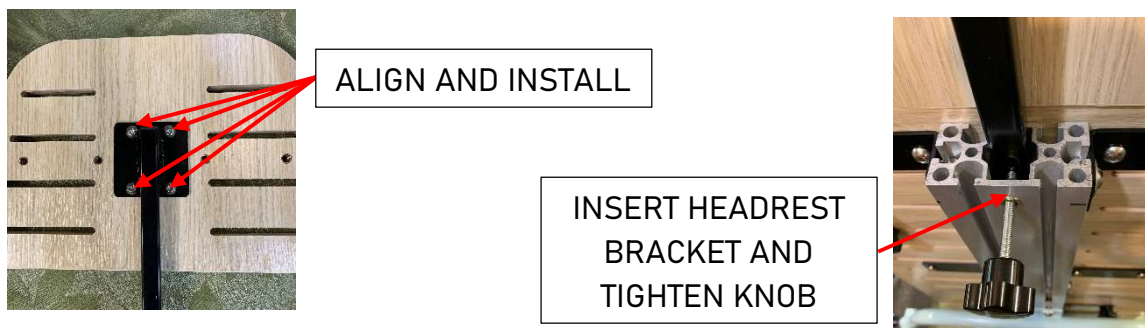 ALIGN AND INSTALL
INSERT HEADREST
BRACKET AND
TIGHTEN KNOB